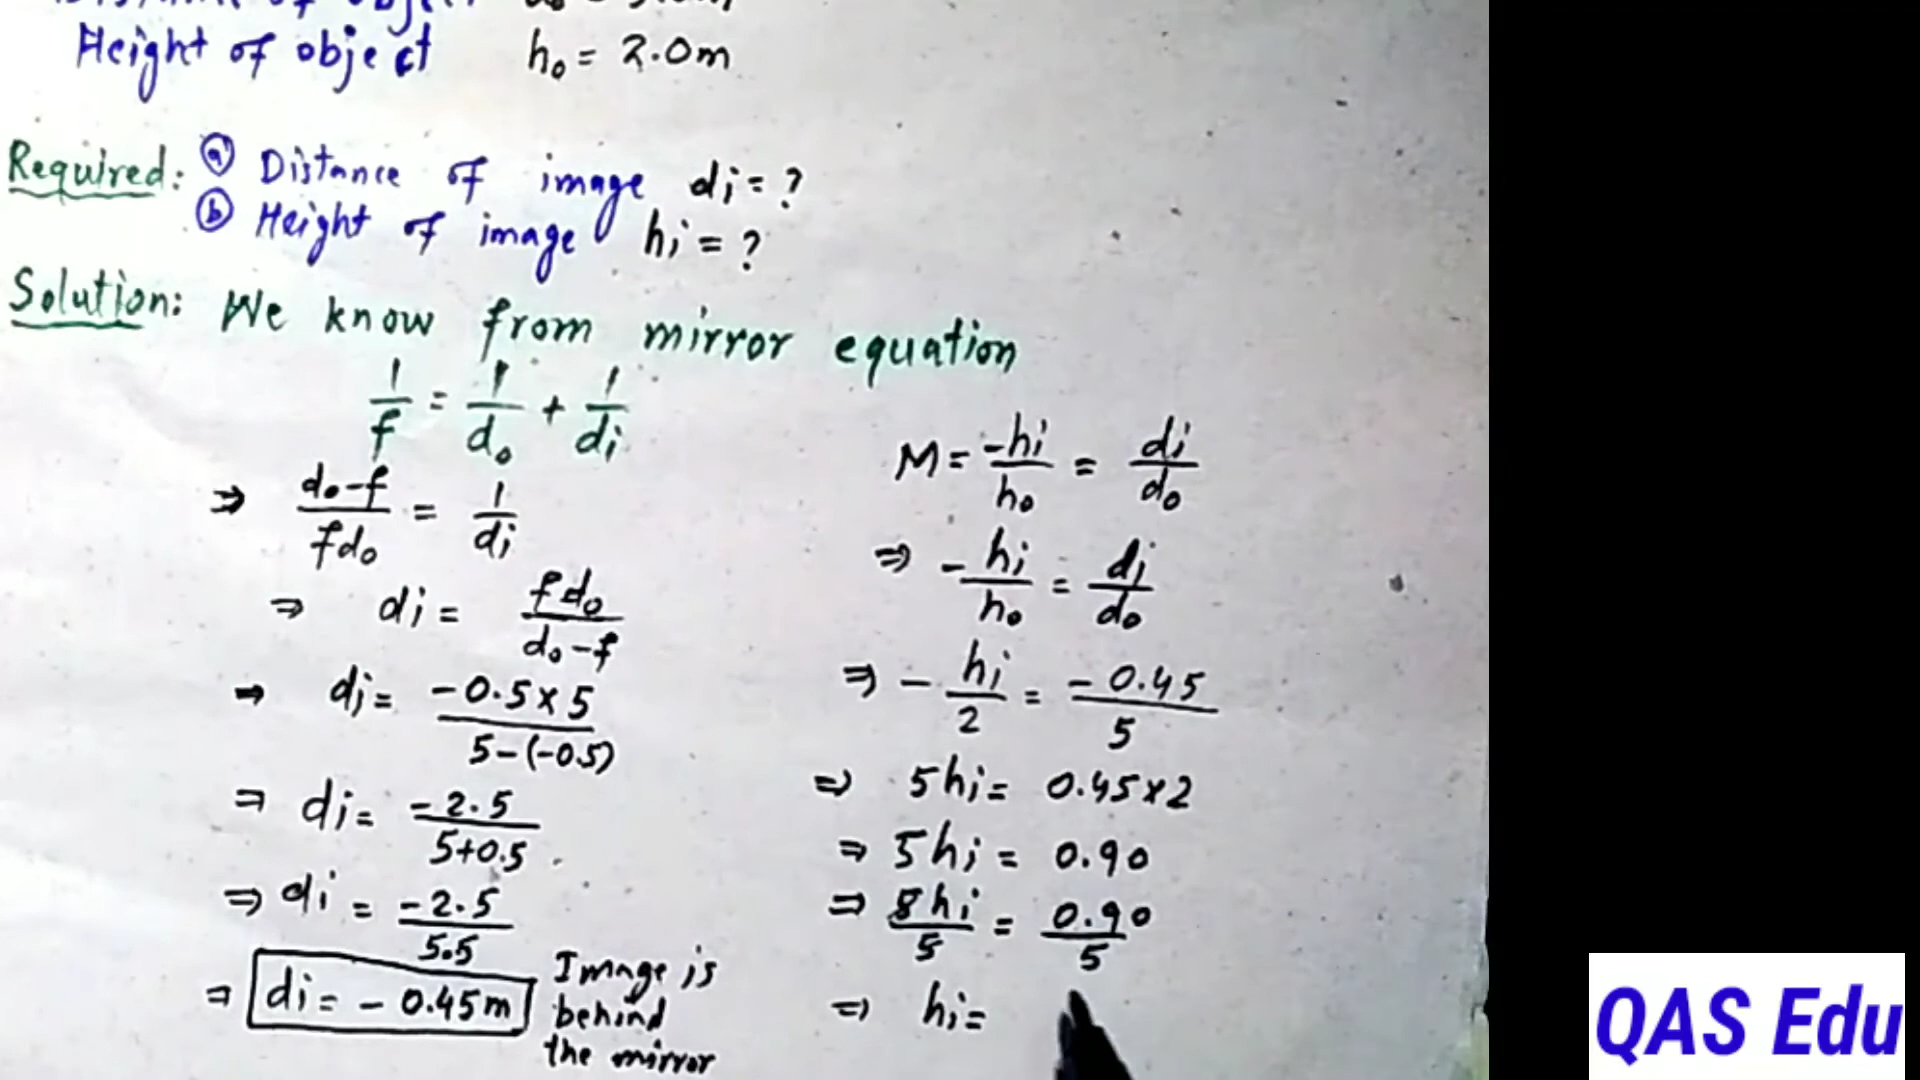 Distance of object
Height of object h₀ = 2.0m
Required: (a) Distance of image di = ?
(b) Height of image hi = ?
Solution: We know from mirror equation
1/f = 1/d₀ + 1/di
⇒ d₀-f/fd₀ = 1/di
⇒ di = fd₀/d₀-f
⇒ di = -0.5×5/5-(-0.5)
⇒ di = -2.5/5+0.5
⇒ di = -2.5/5.5
⇒ di = - 0.45m
Image is
behind
the mirror
M = -hi/h₀ = di/d₀
⇒ -hi/h₀ = di/d₀
⇒ -hi/2 = -0.45/5
⇒ 5hi = 0.45×2
⇒ 5hi = 0.90
⇒ 5hi/5 = 0.90/5
⇒ hi =
QAS Edu